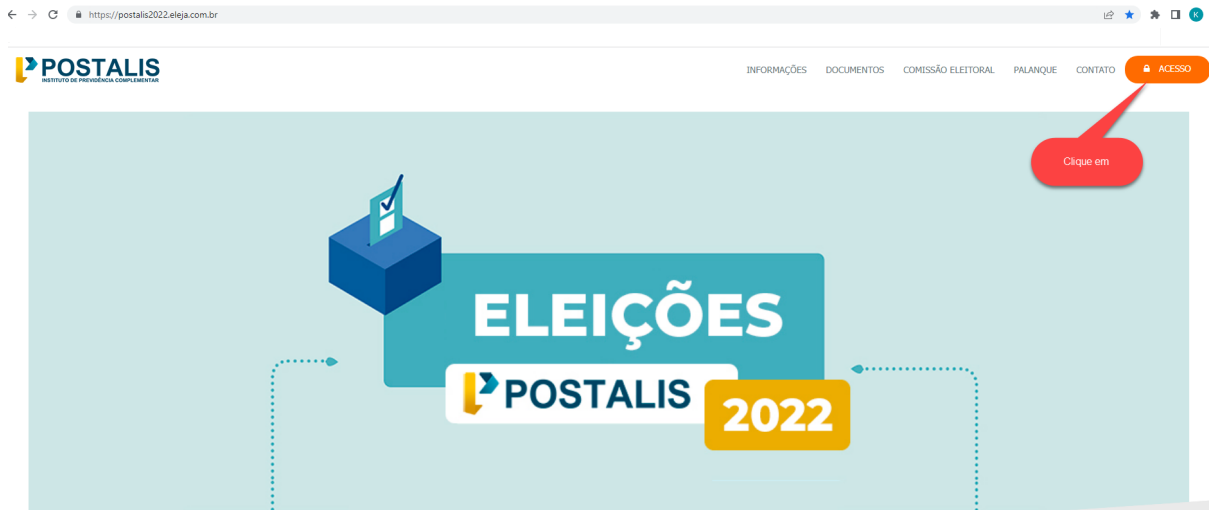 https://postalis2022.eleja.com.br
K
POSTALIS
INSTITUTO DE PREVIDÊNCIA COMPLEMENTAR
INFORMAÇÕES DOCUMENTOS COMISSÃO ELEITORAL PALANQUE CONTATO ACESSO
Clique em
ELEIÇÕES
POSTALIS
2022